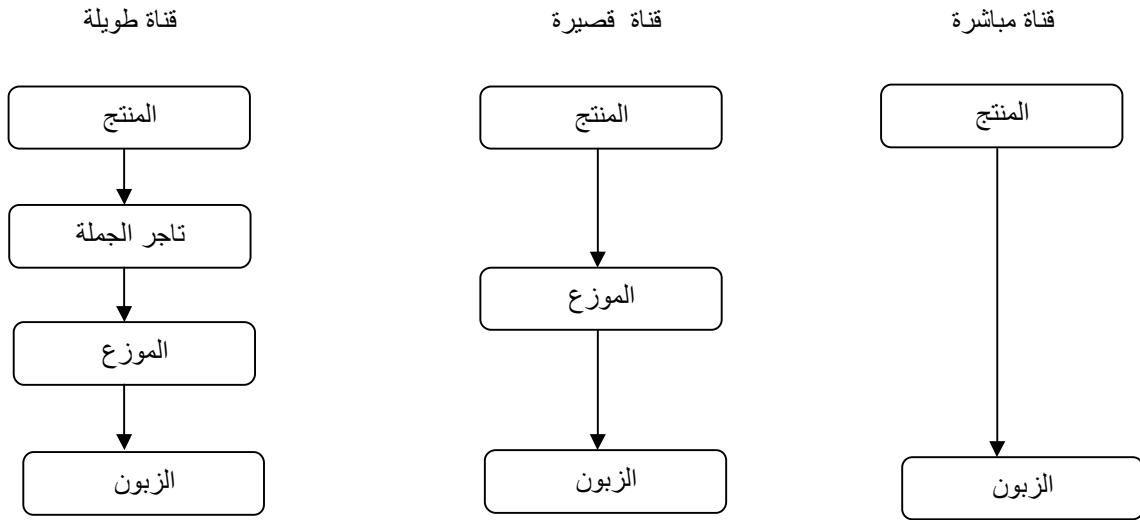 قناة مباشرة
المنتج
الزبون
قناة قصيرة
المنتج
الموزع
الزبون
قناة طويلة
المنتج
تاجر الجملة
الموزع
الزبون